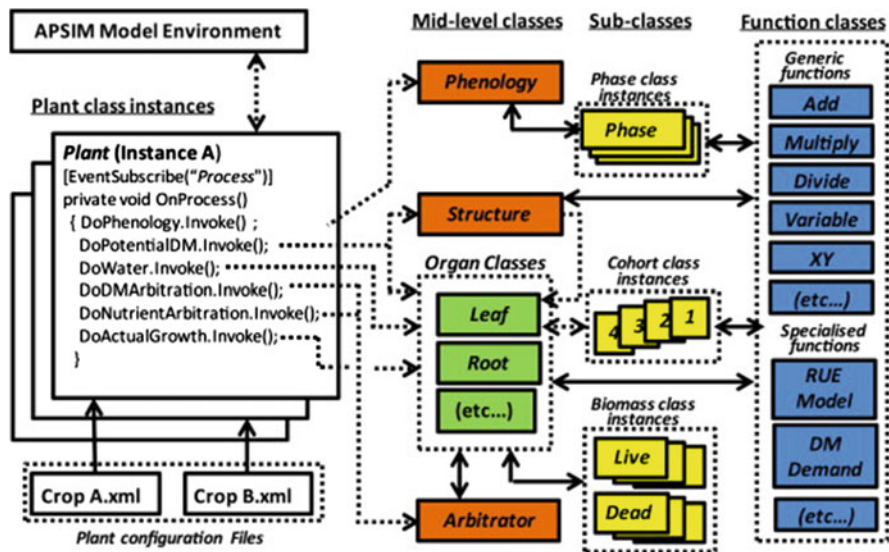 APSIM Model Environment
Plant class instances
Plant (Instance A)
[EventSubscribe("Process")]
private void OnProcess()
{ DoPhenology.Invoke() ;
DoPotentialDM.Invoke();
DoWater.Invoke();
DoDMArbitration.Invoke();
DoNutrientArbitration.Invoke();
DoActualGrowth.Invoke();
}
Crop A.xml
Crop B.xml
Plant configuration Files
Mid-level classes
Phenology
Structure
Organ Classes
Leaf
Root
(etc...)
Arbitrator
Sub-classes
Phase class
instances
Phase
Cohort class
instances
4 3 2 1
Biomass class
instances
Live
Dead
Function classes
Generic
functions
Add
Multiply
Divide
Variable
XY
(etc...)
Specialised
functions
RUE
Model
DM
Demand
(etc...)